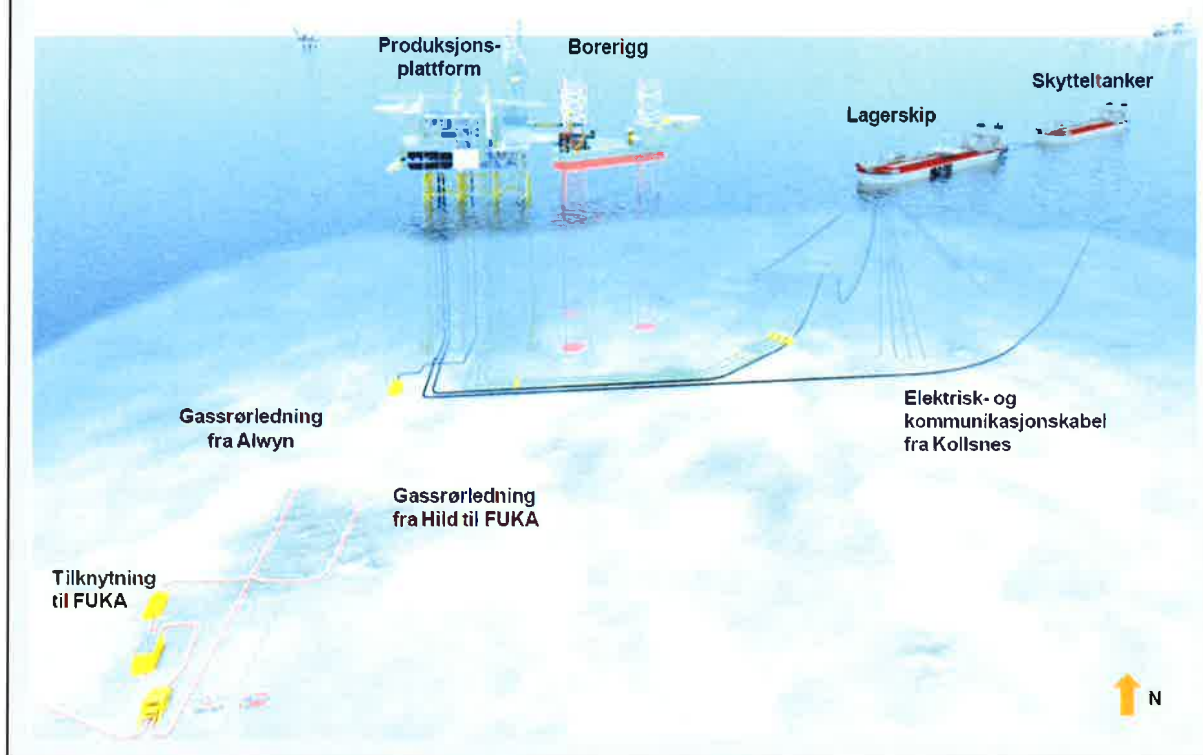 Produksjons-
plattform
Borerigg
Skytteltanker
Lagerskip
Elektrisk- og
kommunikasjonskabel
fra Kollsnes
Gassrørledning
fra Alwyn
Gassrørledning
fra Hild til FUKA
Tilknytning
til FUKA
N